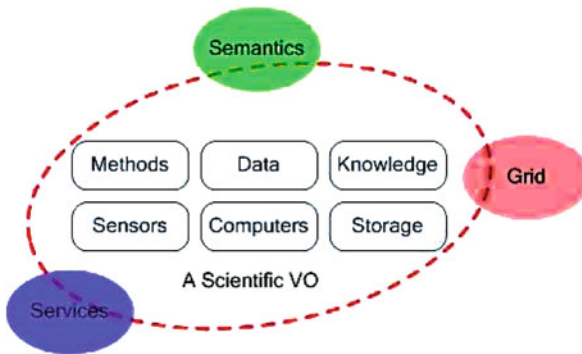 Semantics
Methods Data Knowledge
Grid
Sensors Computers Storage
A Scientific VO
Services